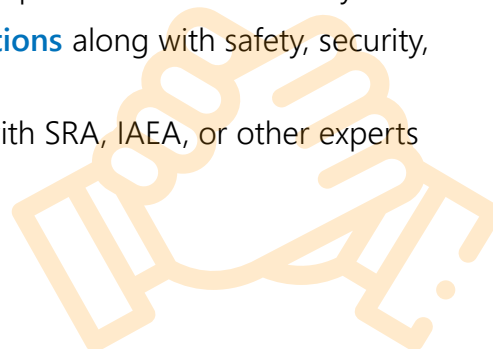 tions along with safety, security,
ith SRA, IAEA, or other experts